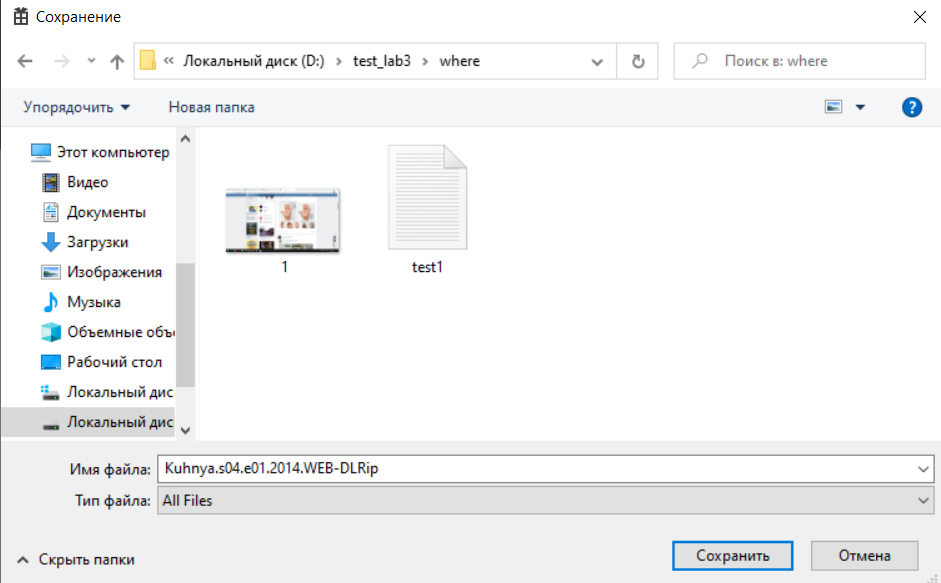 Сохранение
« Локальный диск (D:) › test_lab3 › where
Поиск в: where
Упорядочить
Новая папка
?
Этот компьютер
Видео
Документы
Загрузки
Изображения
Музыка
Объемные объ
Рабочий стол
Локальный дис
Локальный дис
1
test1
Имя файла: Kuhnya.s04.e01.2014.WEB-DLRip
Тип файла: All Files
Скрыть папки
Сохранить
Отмена